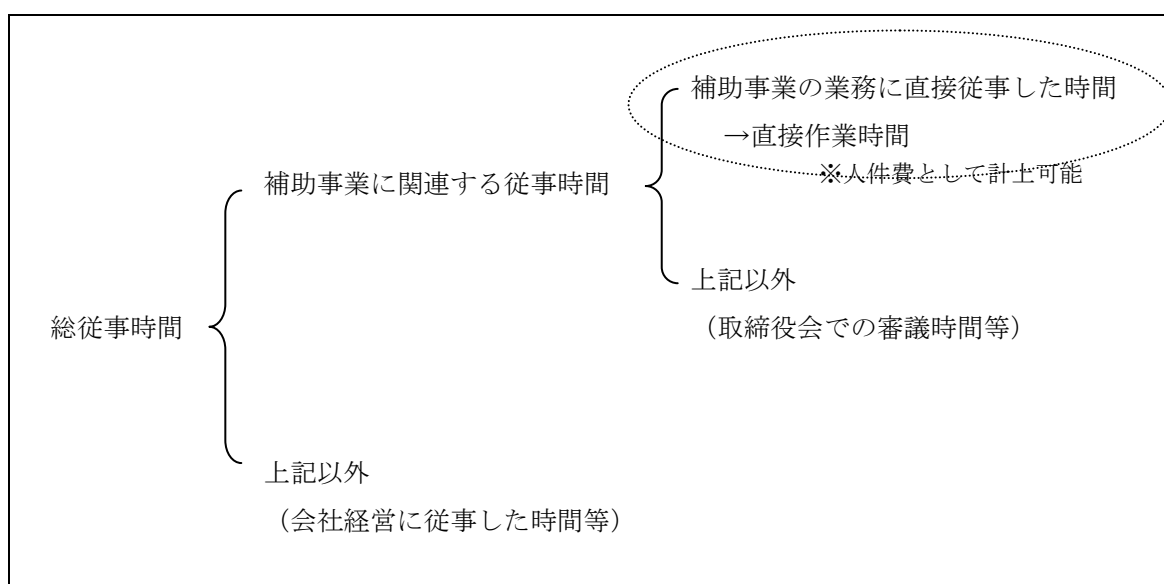 補助事業の業務に直接従事した時間
→直接作業時間
※人件費として計上可能
補助事業に関連する従事時間
上記以外
（取締役会での審議時間等）
総従事時間
上記以外
（会社経営に従事した時間等）